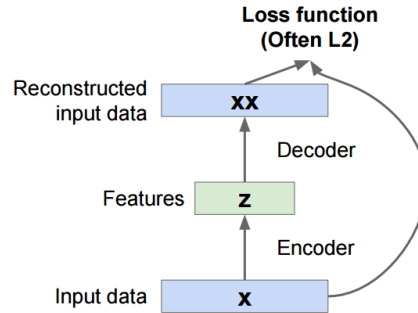 Loss function
(Often L2)
Reconstructed
input data
xx
Decoder
Features
z
Encoder
Input data
x